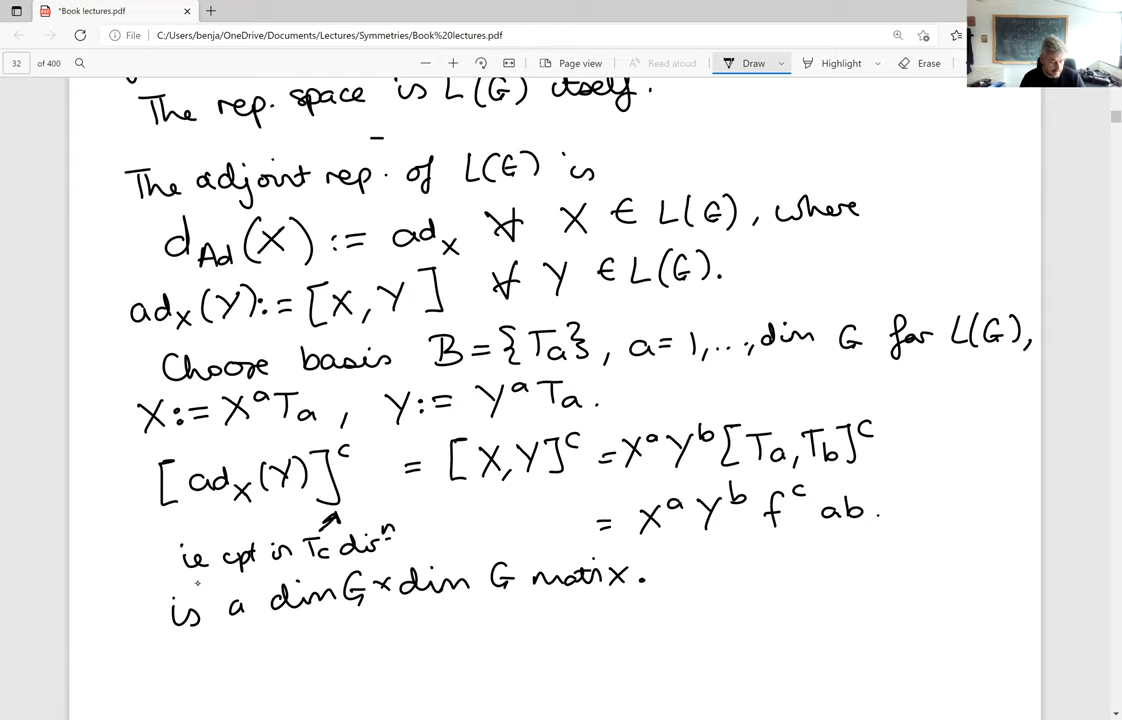 *Book lectures.pdf
File
C:/Users/benja/OneDrive/Documents/Lectures/Symmetries/Book%20lectures.pdf
32 of 400 Page view Read aloud Draw Highlight Erase
The rep. space is L(G) itself.
The adjoint rep. of L(G) is
d_Ad(X) := ad_X ∀ X ∈ L(G), where
ad_X(Y) := [X, Y] ∀ Y ∈ L(G).
Choose basis B = {T_a}, a = 1,..., dim G for L(G),
X := X^a T_a, Y := Y^a T_a.
[ad_X(Y)]^c = [X, Y]^c = X^a Y^b [T_a, T_b]^c
= X^a Y^b f^c ab.
ie cpt in T_c dir^n
is a dim G x dim G matrix.